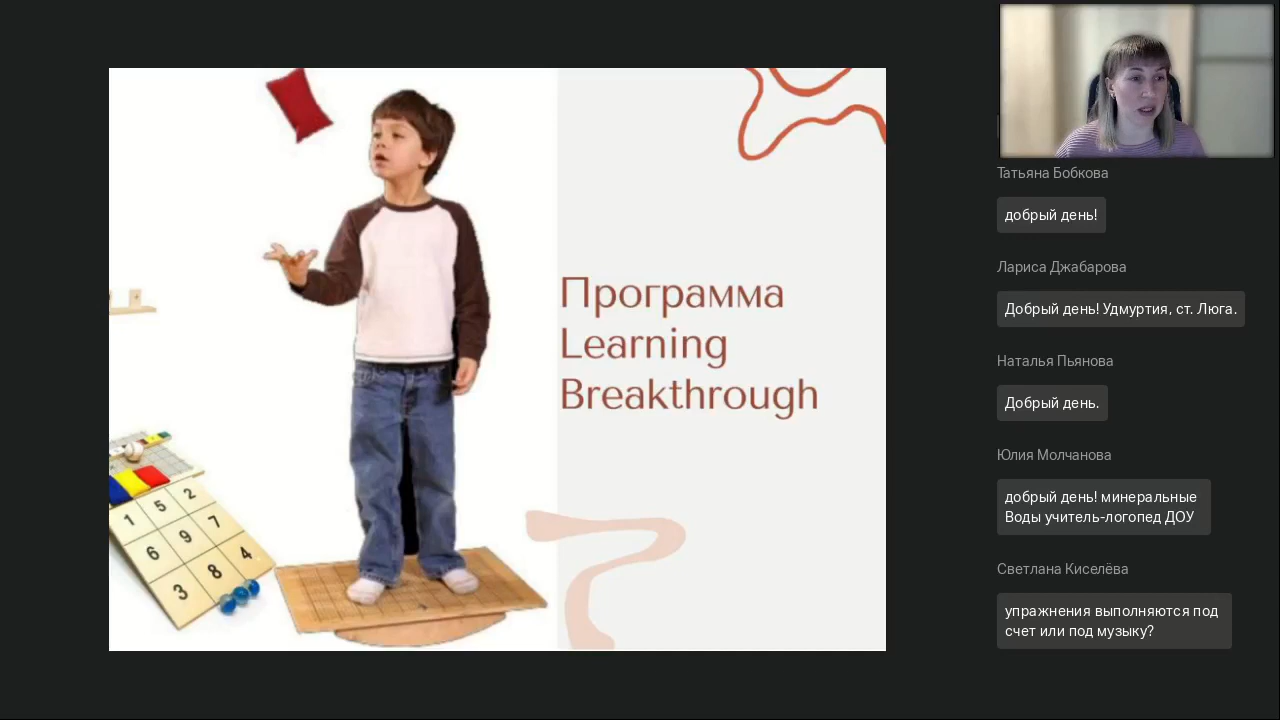 Программа
Learning
Breakthrough
1 5 2
6 9 7
3 8 4
Татьяна Бобкова
добрый день!
Лариса Джабарова
Добрый день! Удмуртия, ст. Люга.
Наталья Пьянова
Добрый день.
Юлия Молчанова
добрый день! минеральные
Воды учитель-логопед ДОУ
Светлана Киселёва
упражнения выполняются под
счет или под музыку?